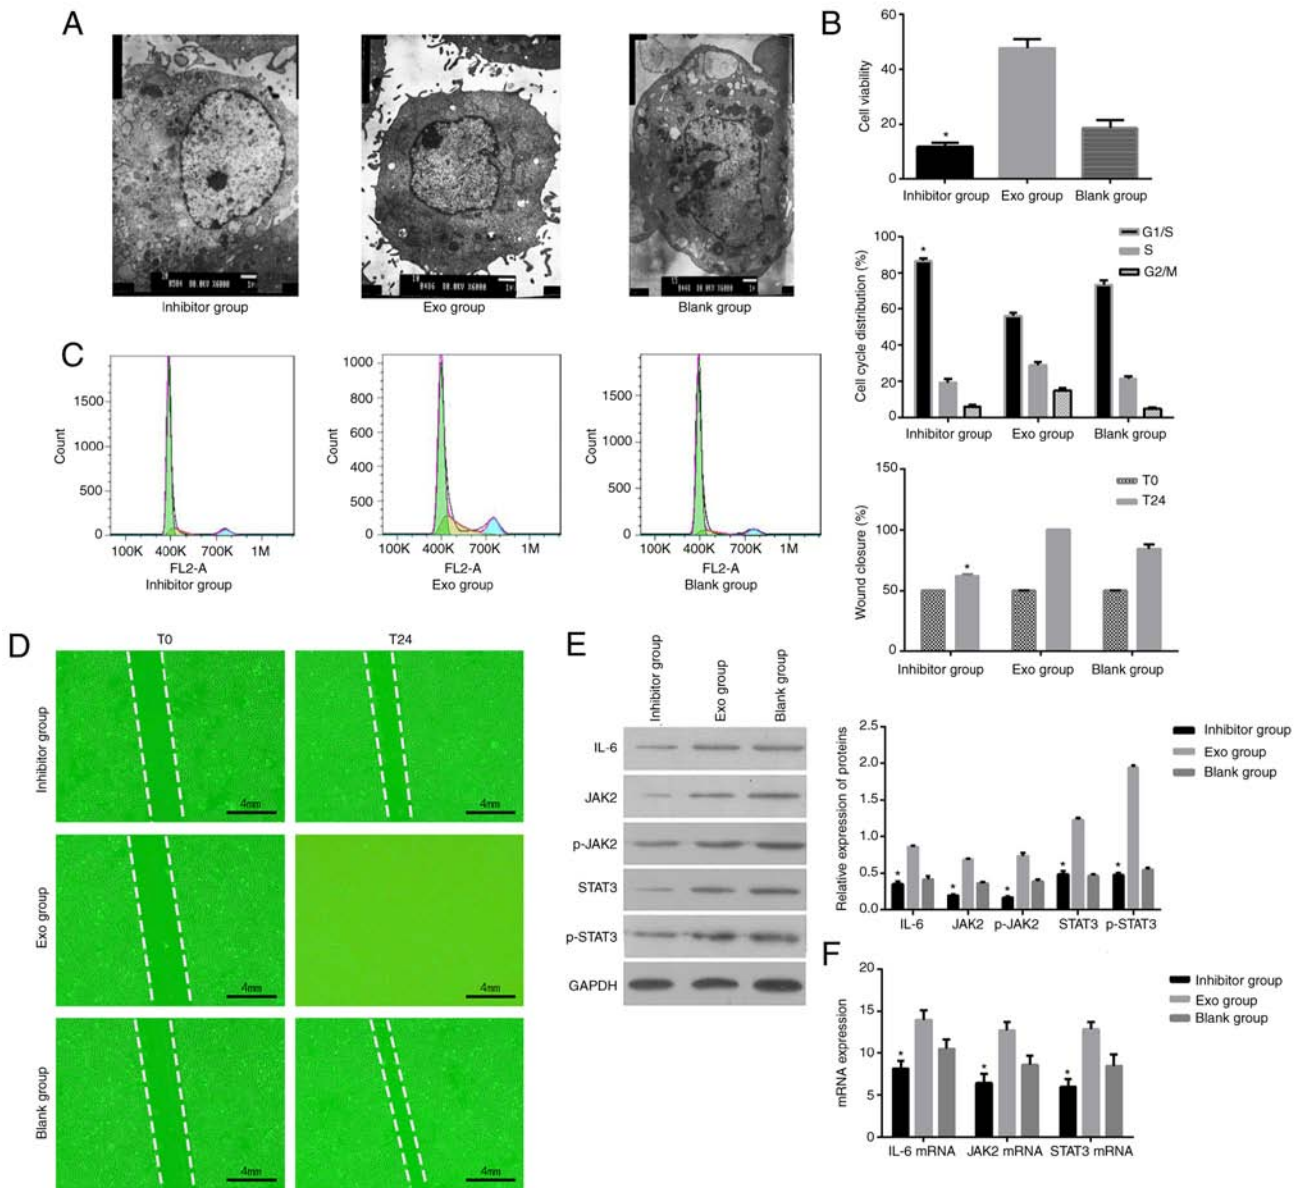 A
Inhibitor group
Exo group
Blank group
B
Cell viability
60
40
20
0
*
Inhibitor group
Exo group
Blank group
Cell cycle distribution (%)
100
80
60
40
20
0
*
G1/S
S
G2/M
Inhibitor group
Exo group
Blank group
Wound closure (%)
150
100
50
0
*
T0
T24
Inhibitor group
Exo group
Blank group
C
Count
1500
1000
500
0
100K 400K 700K 1M
FL2-A
Inhibitor group
Count
1000
800
600
400
200
0
100K 400K 700K 1M
FL2-A
Exo group
Count
1500
1000
500
0
100K 400K 700K 1M
FL2-A
Blank group
D
T0
T24
Inhibitor group
4mm
4mm
Exo group
4mm
4mm
Blank group
4mm
4mm
E
Inhibitor group
Exo group
Blank group
IL-6
JAK2
p-JAK2
STAT3
p-STAT3
GAPDH
Relative expression of proteins
2.5
2.0
1.5
1.0
0.5
0.0
* * * * *
IL-6 JAK2 p-JAK2 STAT3 p-STAT3
Inhibitor group
Exo group
Blank group
F
mRNA expression
20
15
10
5
0
* * *
IL-6 mRNA JAK2 mRNA STAT3 mRNA
Inhibitor group
Exo group
Blank group